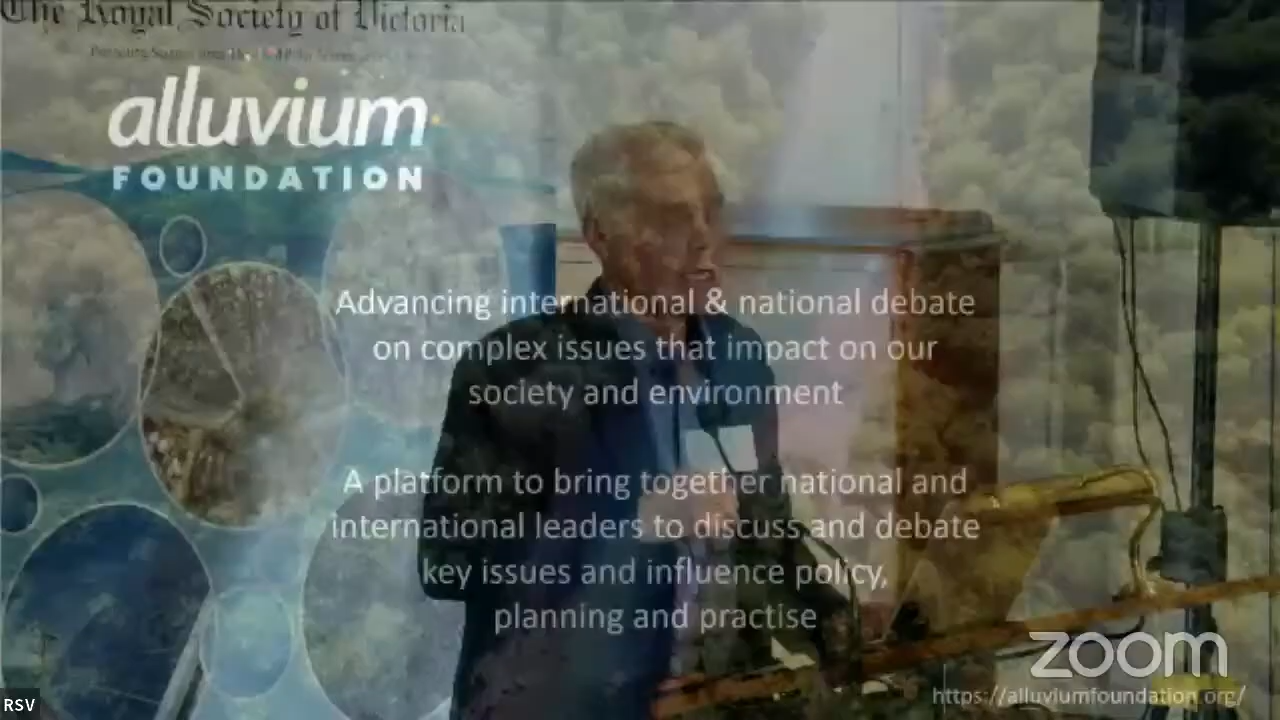 The Royal Society of Victoria
alluvium
FOUNDATION
Advancing international & national debate
on complex issues that impact on our
society and environment
A platform to bring together national and
international leaders to discuss and debate
key issues and influence policy,
planning and practise
zoom
https://alluviumfoundation.org/
RSV